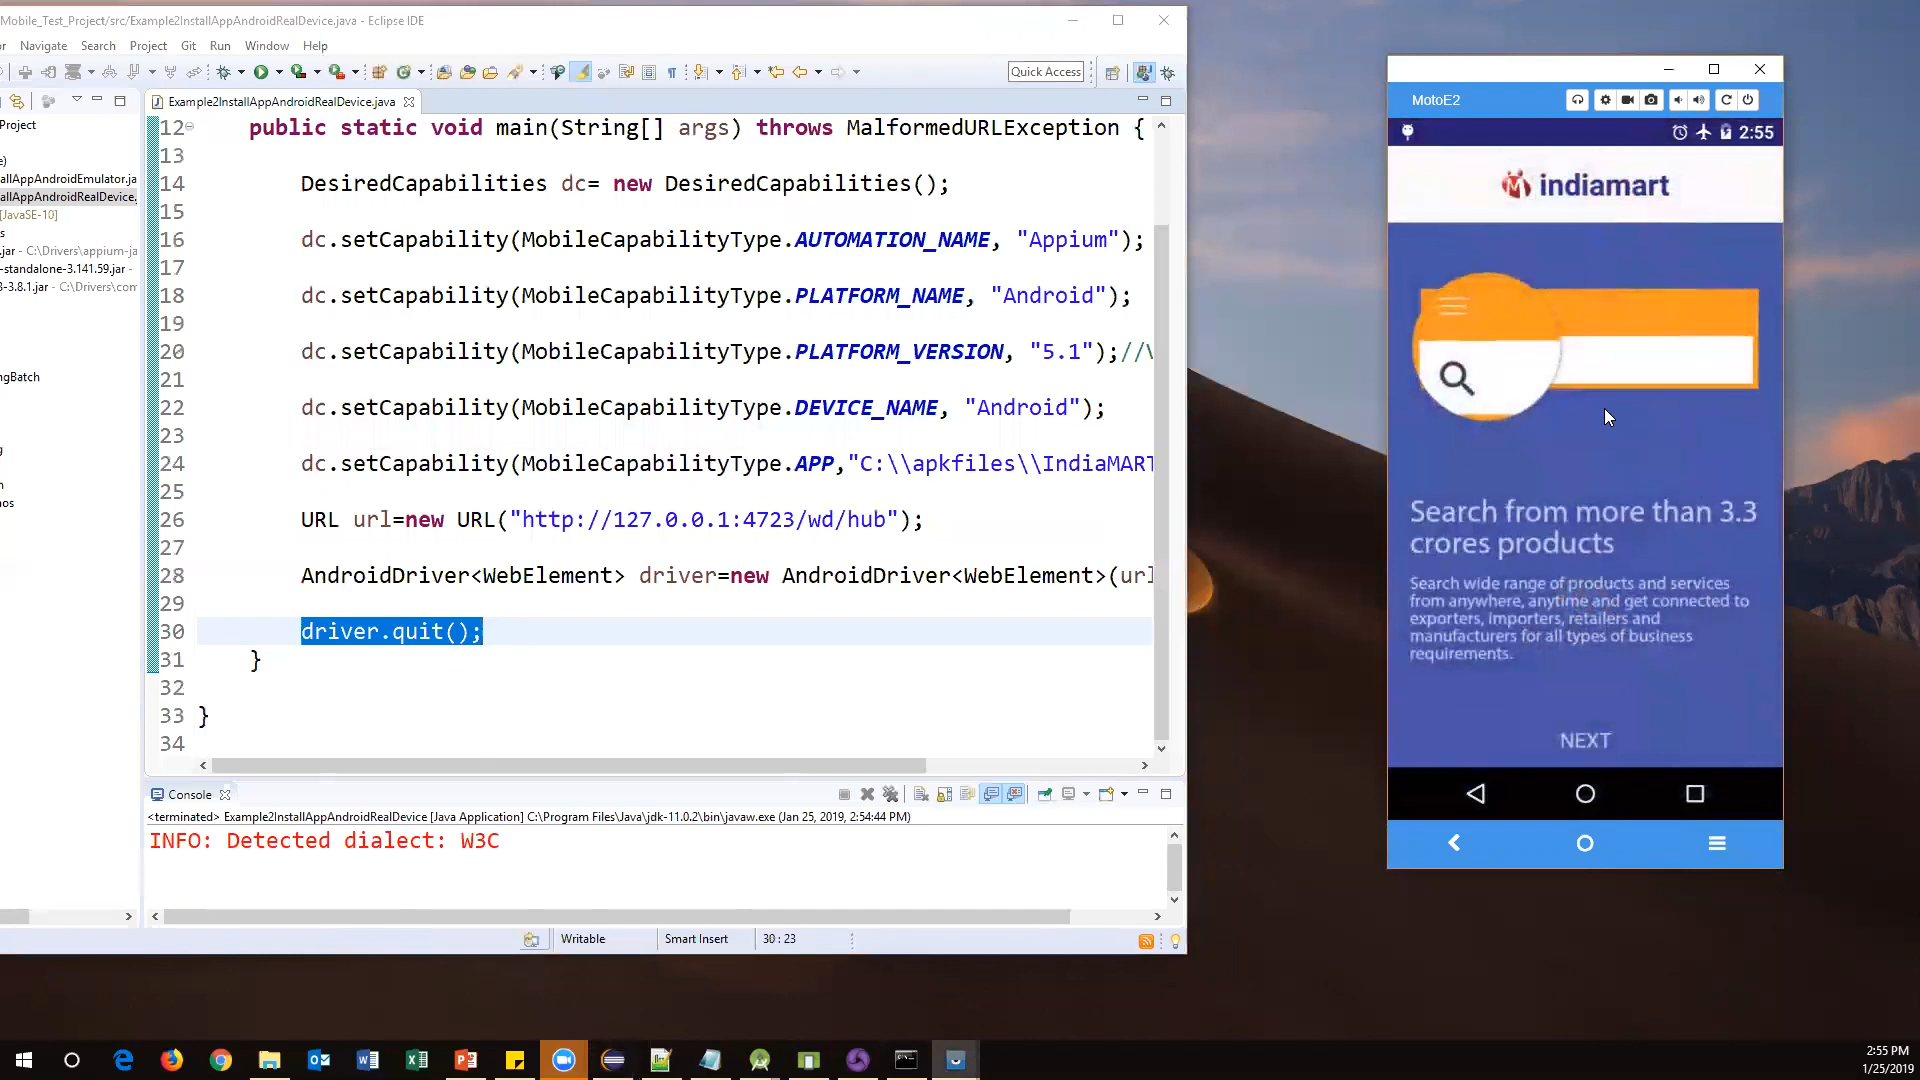 Mobile_Test_Project/src/Example2InstallAppAndroidRealDevice.java - Eclipse IDE
Navigate Search Project Git Run Window Help
Quick Access
Project
allAppAndroidEmulator.ja
allAppAndroidRealDevice.
[JavaSE-10]
.jar - C:\Drivers\appium-ja
-standalone-3.141.59.jar -
3-3.8.1.jar - C:\Drivers\com
ngBatch
Example2InstallAppAndroidRealDevice.java
12 public static void main(String[] args) throws MalformedURLException {
13
14 DesiredCapabilities dc= new DesiredCapabilities();
15
16 dc.setCapability(MobileCapabilityType.AUTOMATION_NAME, "Appium");
17
18 dc.setCapability(MobileCapabilityType.PLATFORM_NAME, "Android");
19
20 dc.setCapability(MobileCapabilityType.PLATFORM_VERSION, "5.1");//
21
22 dc.setCapability(MobileCapabilityType.DEVICE_NAME, "Android");
23
24 dc.setCapability(MobileCapabilityType.APP,"C:\\apkfiles\\IndiaMART
25
26 URL url=new URL("http://127.0.0.1:4723/wd/hub");
27
28 AndroidDriver<WebElement> driver=new AndroidDriver<WebElement>(url
29
30 driver.quit();
31 }
32
33 }
34
Console
<terminated> Example2InstallAppAndroidRealDevice [Java Application] C:\Program Files\Java\jdk-11.0.2\bin\javaw.exe (Jan 25, 2019, 2:54:44 PM)
INFO: Detected dialect: W3C
Writable Smart Insert 30 : 23
MotoE2
2:55
indiamart
Search from more than 3.3
crores products
Search wide range of products and services
from anywhere, anytime and get connected to
exporters, importers, retailers and
manufacturers for all types of business
requirements.
NEXT
2:55 PM
1/25/2019